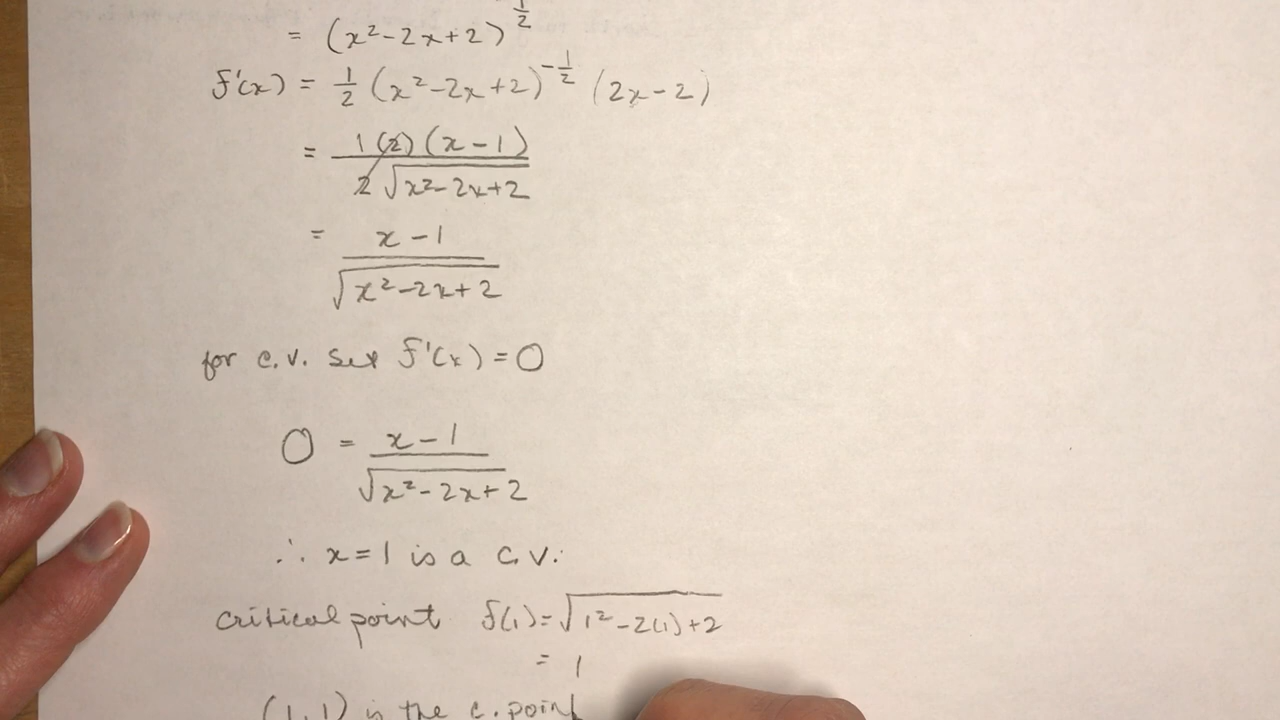 = (x²-2x+2)^½
f'(x) = ½ (x²-2x+2)^-½ (2x-2)
= 1(2)(x-1) / 2√(x²-2x+2)
= x-1 / √(x²-2x+2)
for c.v. set f'(x)=0
0 = x-1 / √(x²-2x+2)
∴ x=1 is a c.v.
critical point f(1)=√(1²-2(1)+2)
= 1
(1,1) is the c. point